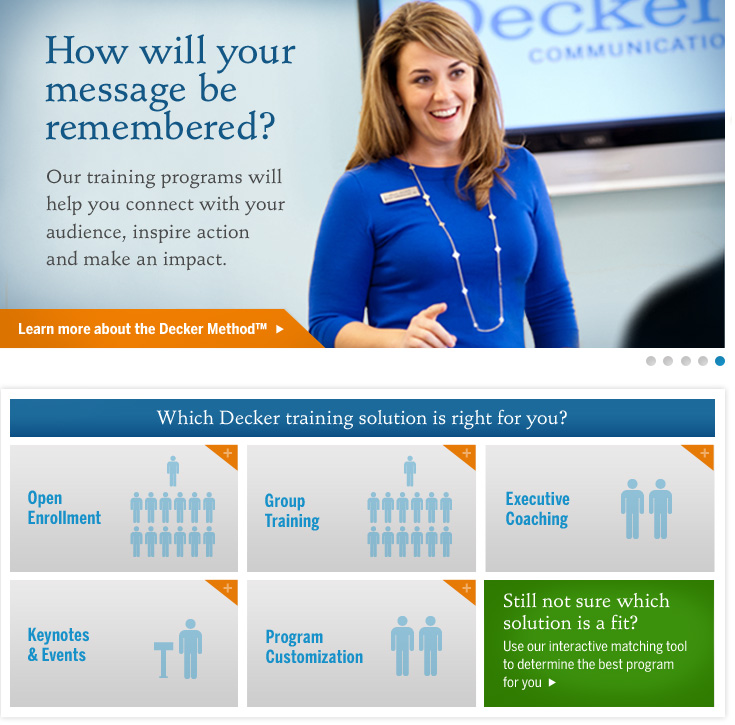 Decker
COMMUNICATIO
How will your
message be
remembered?
Our training programs will
help you connect with your
audience, inspire action
and make an impact.
Learn more about the Decker Method™
Which Decker training solution is right for you?
Open
Enrollment
Group
Training
Executive
Coaching
Keynotes
& Events
Program
Customization
Still not sure which
solution is a fit?
Use our interactive matching tool
to determine the best program
for you